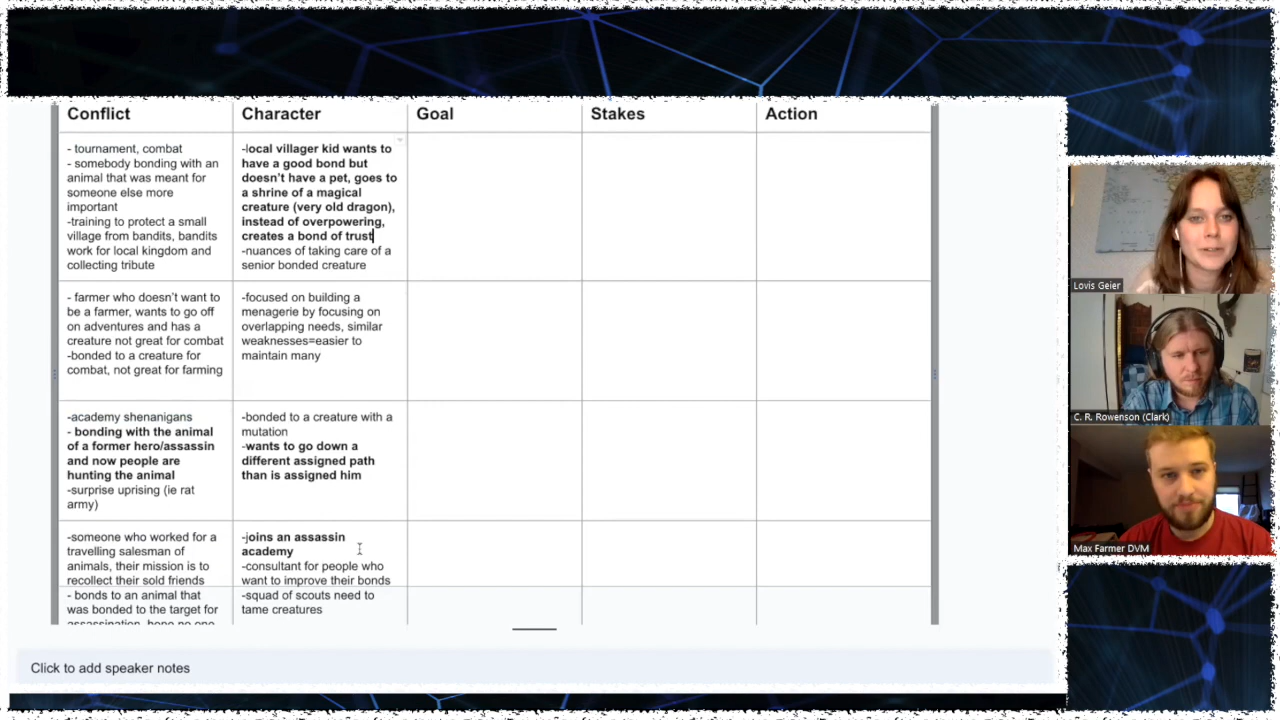 Conflict
Character
Goal
Stakes
Action
- tournament, combat
- somebody bonding with an
animal that was meant for
someone else more
important
-training to protect a small
village from bandits, bandits
work for local kingdom and
collecting tribute
-local villager kid wants to
have a good bond but
doesn't have a pet, goes to
a shrine of a magical
creature (very old dragon),
instead of overpowering,
creates a bond of trust
-nuances of taking care of a
senior bonded creature
- farmer who doesn't want to
be a farmer, wants to go off
on adventures and has a
creature not great for combat
-bonded to a creature for
combat, not great for farming
-focused on building a
menagerie by focusing on
overlapping needs, similar
weaknesses=easier to
maintain many
-academy shenanigans
- bonding with the animal
of a former hero/assassin
and now people are
hunting the animal
-surprise uprising (ie rat
army)
-bonded to a creature with a
mutation
-wants to go down a
different assigned path
than is assigned him
-someone who worked for a
travelling salesman of
animals, their mission is to
recollect their sold friends
- bonds to an animal that
was bonded to the target for
assassination, hope no one
-joins an assassin
academy
-consultant for people who
want to improve their bonds
-squad of scouts need to
tame creatures
Click to add speaker notes
Lovis Geier
C. R. Rowenson (Clark)
Max Farmer DVM